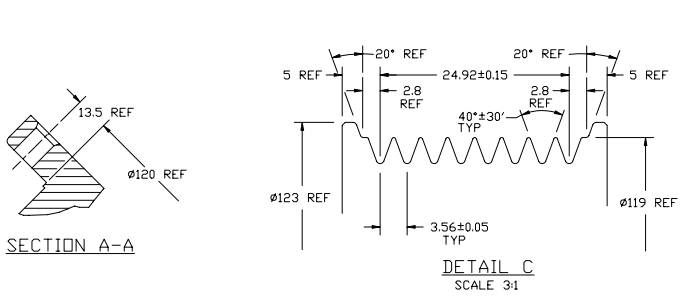 13.5 REF
ø120 REF
SECTION A-A
20° REF
20° REF
5 REF
24.92±0.15
5 REF
2.8
REF
2.8
REF
40°±30'
TYP
ø123 REF
ø119 REF
3.56±0.05
TYP
DETAIL C
SCALE 3:1